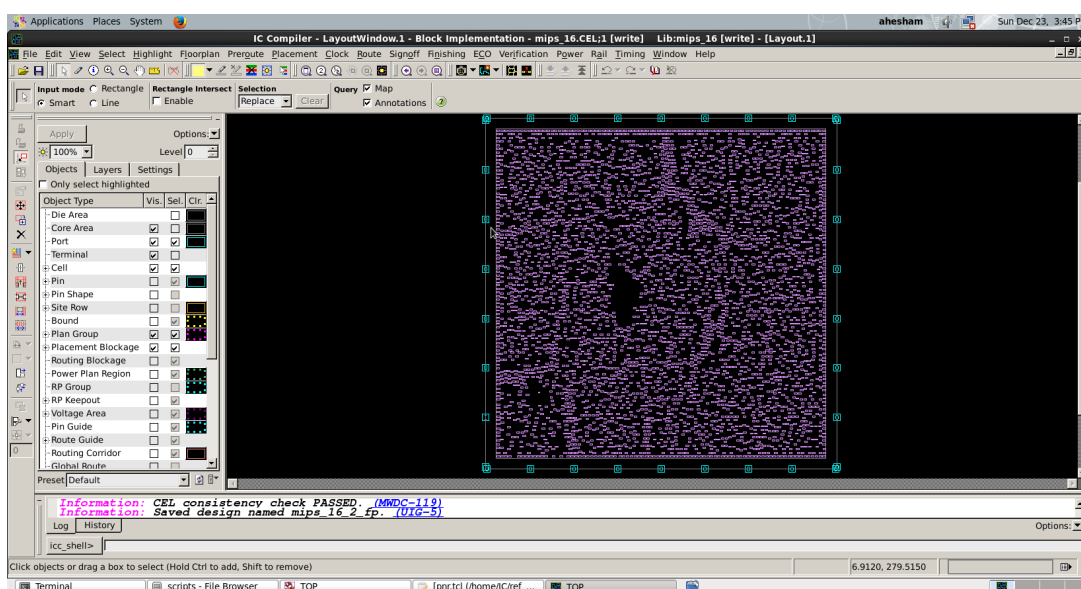 Applications Places System ahesham Sun Dec 23, 3:45 P
IC Compiler - LayoutWindow.1 - Block Implementation - mips_16.CEL;1 [write] Lib:mips_16 [write] - [Layout.1]
File Edit View Select Highlight Floorplan Preroute Placement Clock Route Signoff Finishing ECO Verification Power Rail Timing Window Help
Input mode Rectangle Rectangle Intersect Selection Query Map
Smart Line Enable Replace Clear Annotations
Apply Options:
100% Level 0
Objects Layers Settings
Only select highlighted
Object Type Vis. Sel. Clr.
Die Area
Core Area
Port
Terminal
Cell
Pin
Pin Shape
Site Row
Bound
Plan Group
Placement Blockage
Routing Blockage
Power Plan Region
RP Group
RP Keepout
Voltage Area
Pin Guide
Route Guide
Routing Corridor
Global Route
Preset Default
0
Information: CEL consistency check PASSED. (MWDC-119)
Information: Saved design named mips_16_2_fp. (UIG-5)
Log History Options:
icc_shell>
Click objects or drag a box to select (Hold Ctrl to add, Shift to remove) 6.9120, 279.5150
Terminal scripts - File Browser TOP [pnr.tcl (/home/IC/ref_... TOP